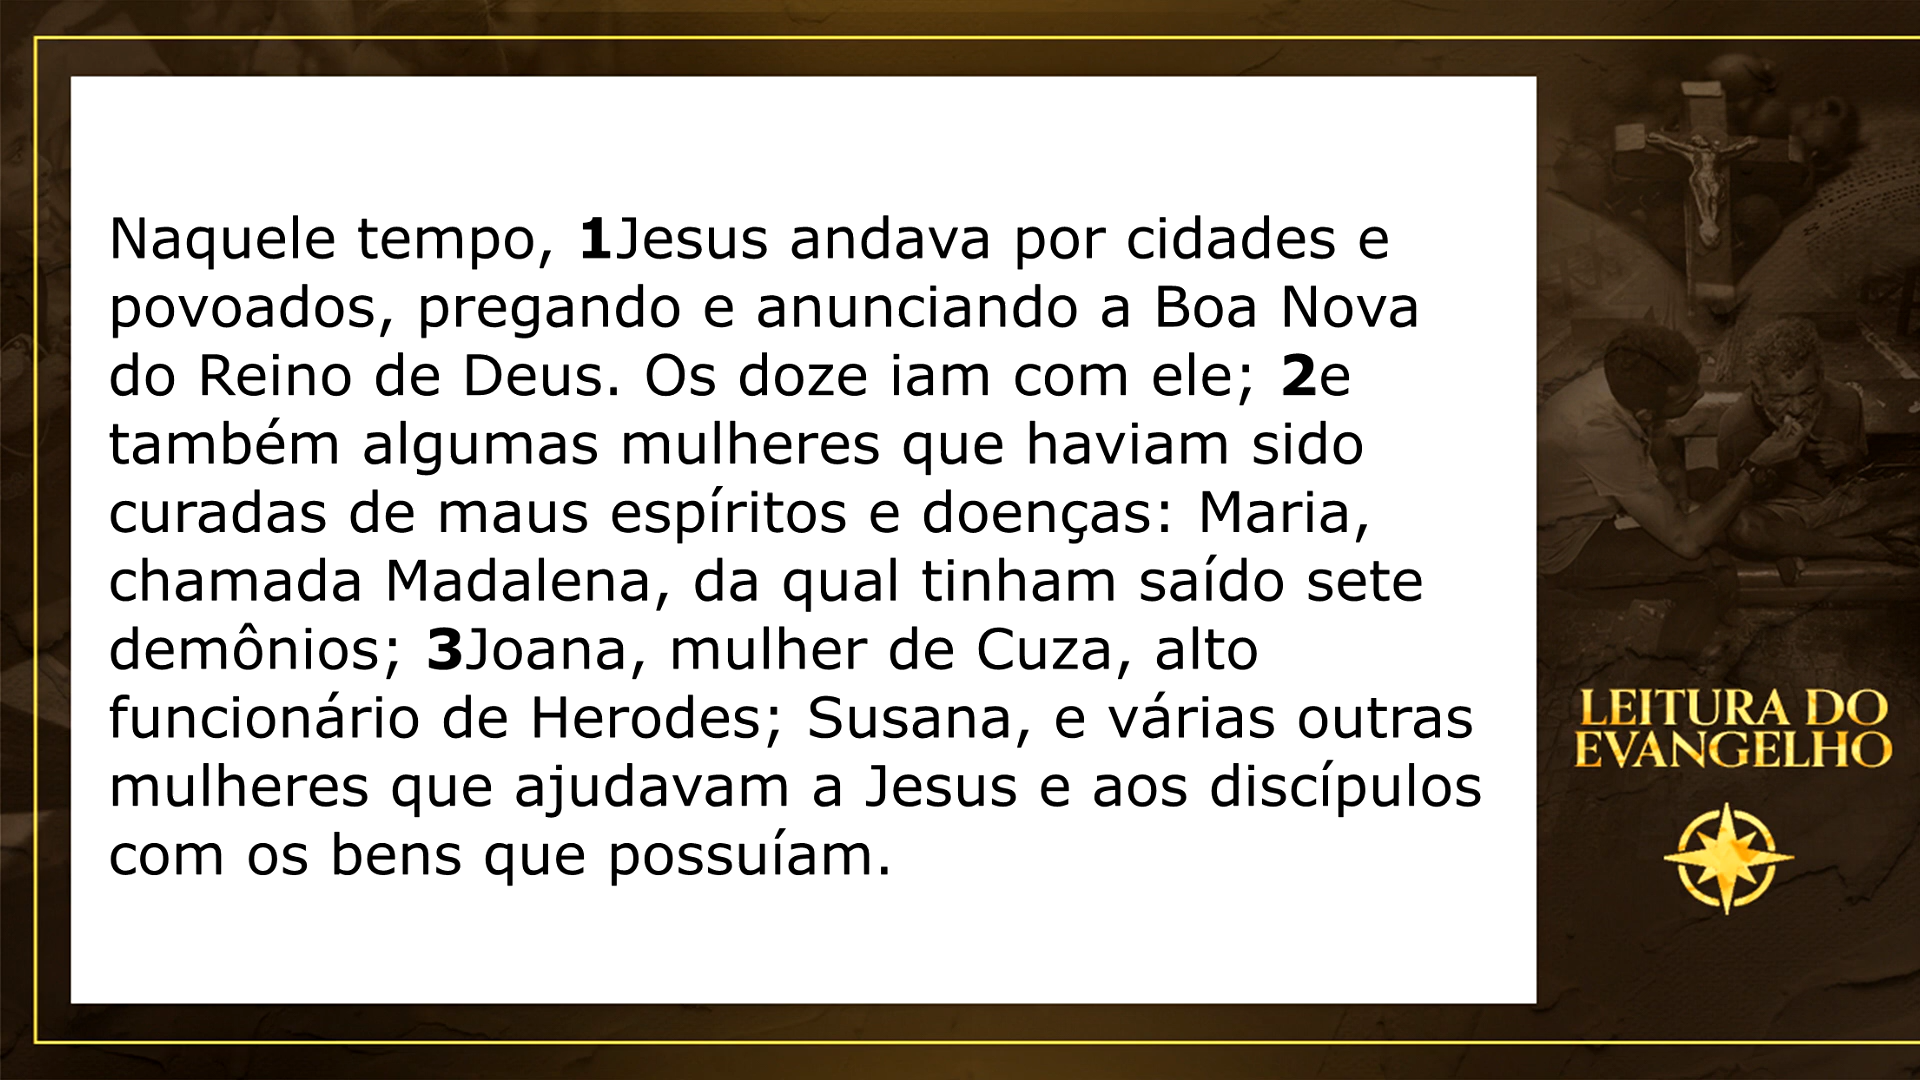 Naquele tempo, 1Jesus andava por cidades e
povoados, pregando e anunciando a Boa Nova
do Reino de Deus. Os doze iam com ele; 2e
também algumas mulheres que haviam sido
curadas de maus espíritos e doenças: Maria,
chamada Madalena, da qual tinham saído sete
demônios; 3Joana, mulher de Cuza, alto
funcionário de Herodes; Susana, e várias outras
mulheres que ajudavam a Jesus e aos discípulos
com os bens que possuíam.
LEITURA DO
EVANGELHO